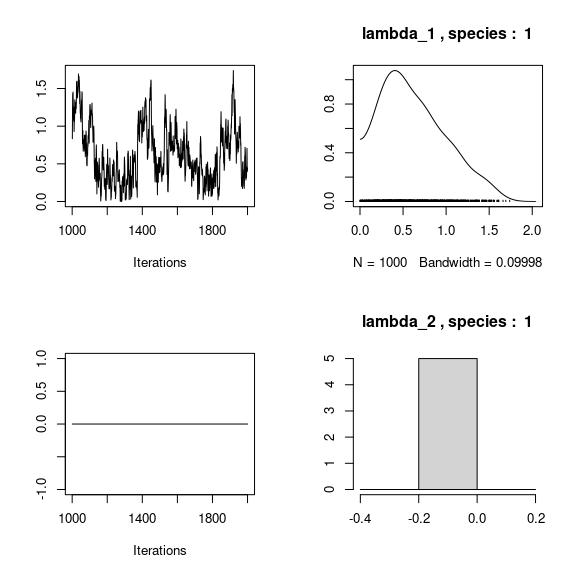 lambda_1 , species : 1
0.0 0.5 1.0 1.5
1000 1400 1800
Iterations
0.0 0.4 0.8
0.0 0.5 1.0 1.5 2.0
N = 1000 Bandwidth = 0.09998
lambda_2 , species : 1
-1.0 0.0 0.5 1.0
1000 1400 1800
Iterations
0 1 2 3 4 5
-0.4 -0.2 0.0 0.2